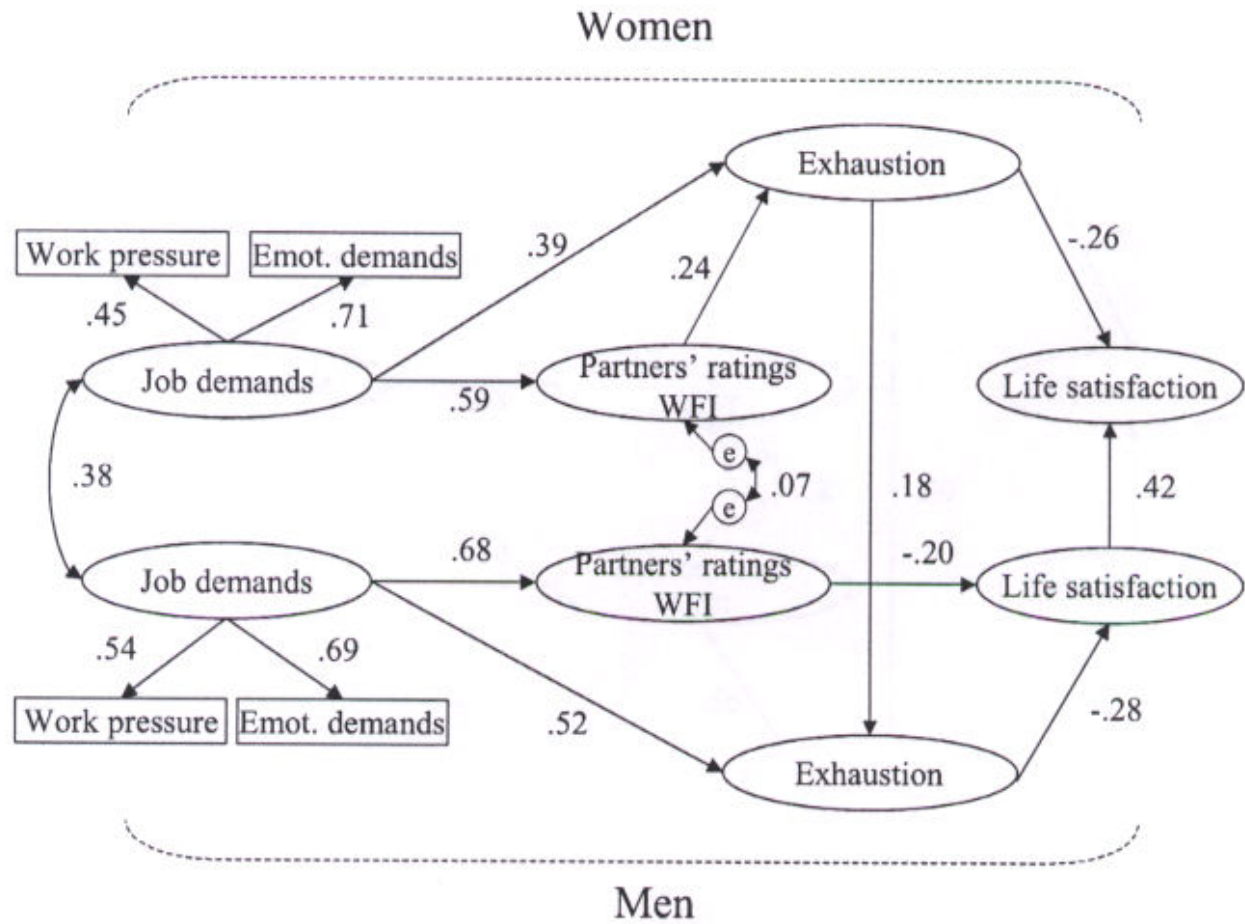 Women
Exhaustion
Work pressure
Emot. demands
.39
-.26
.24
.45
.71
Job demands
.59
Partners' ratings
WFI
Life satisfaction
e
.38
.07
.18
.42
e
.68
-.20
Job demands
Partners' ratings
WFI
Life satisfaction
.54
.69
Work pressure
Emot. demands
.52
-.28
Exhaustion
Men